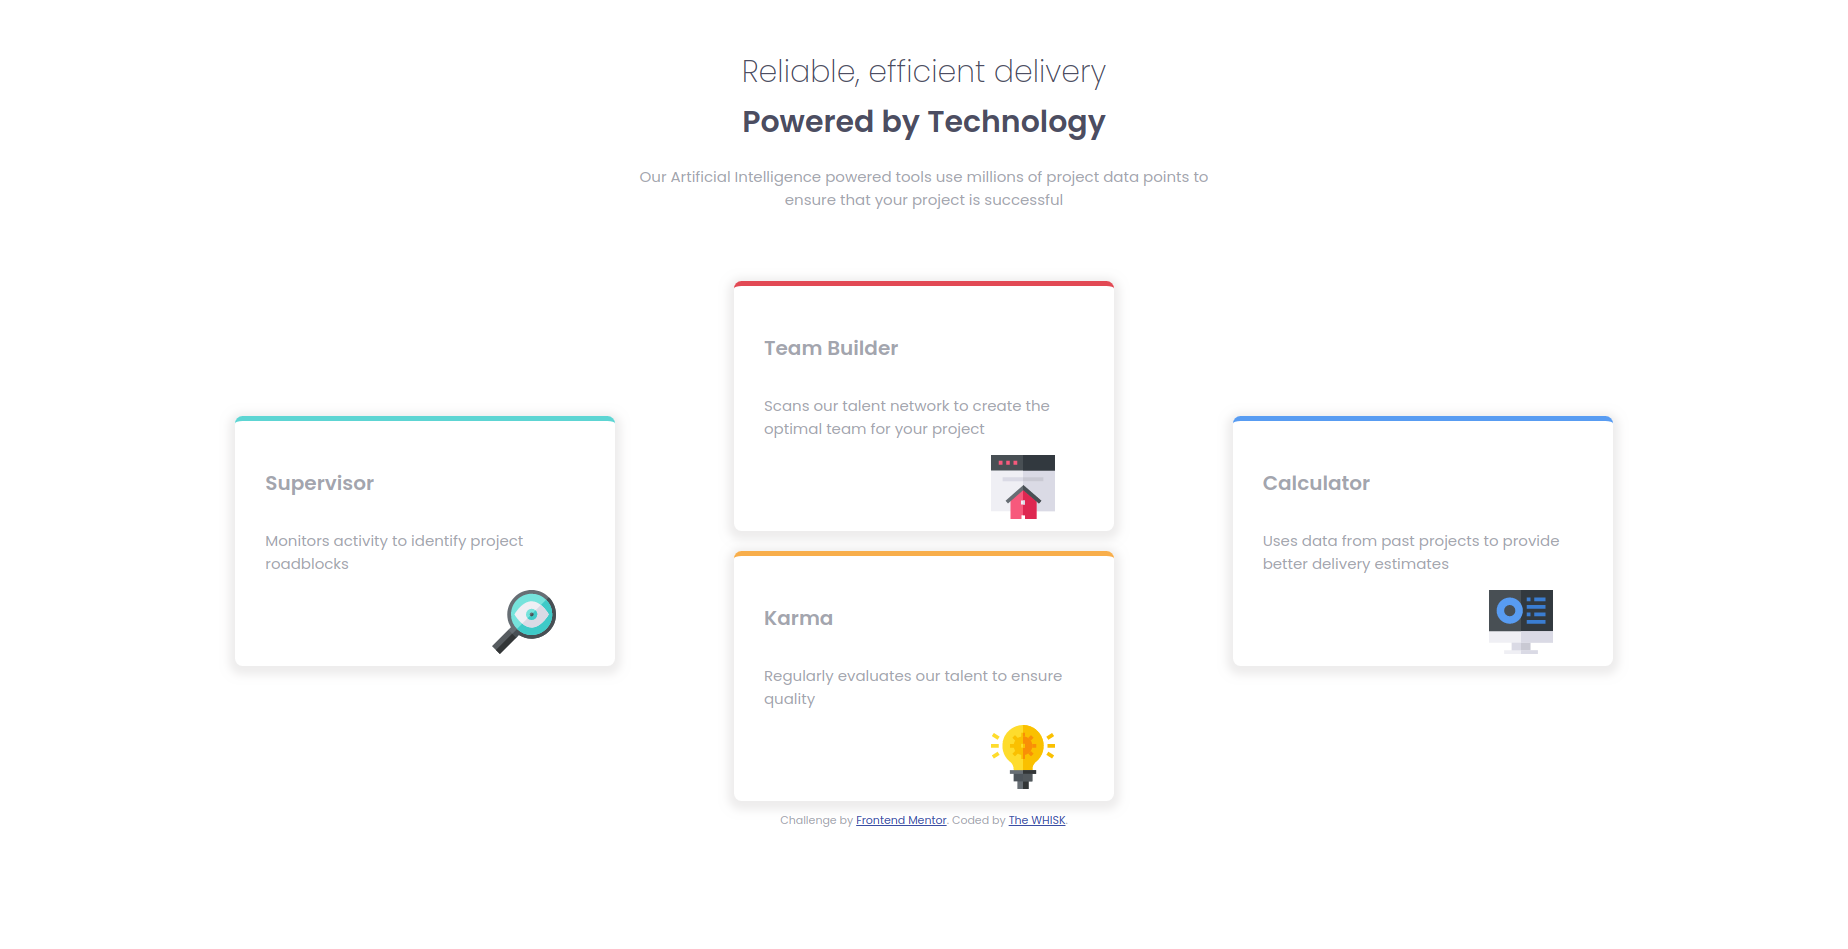 Reliable, efficient delivery
Powered by Technology
Our Artificial Intelligence powered tools use millions of project data points to
ensure that your project is successful
Supervisor
Monitors activity to identify project
roadblocks
Team Builder
Scans our talent network to create the
optimal team for your project
Karma
Regularly evaluates our talent to ensure
quality
Calculator
Uses data from past projects to provide
better delivery estimates
Challenge by Frontend Mentor. Coded by The WHISK.